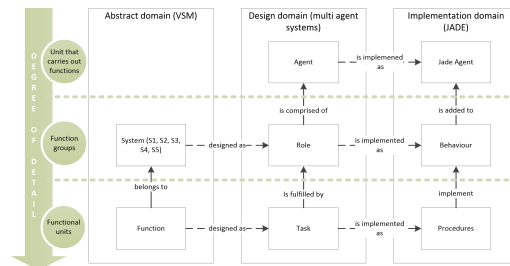 Abstract domain (VSM)
Design domain (multi agent
systems)
Implementation domain
(JADE)
DEGREE OF DETAIL
Unit that
carries out
functions
Agent
is implemened
as
Jade Agent
is comprised of
is added to
Function
groups
System (S1, S2, S3,
S4, S5)
designed as
Role
is implemented
as
Behaviour
belongs to
Is fulfilled by
implement
Functional
units
Function
designed as
Task
is implemented
as
Procedures